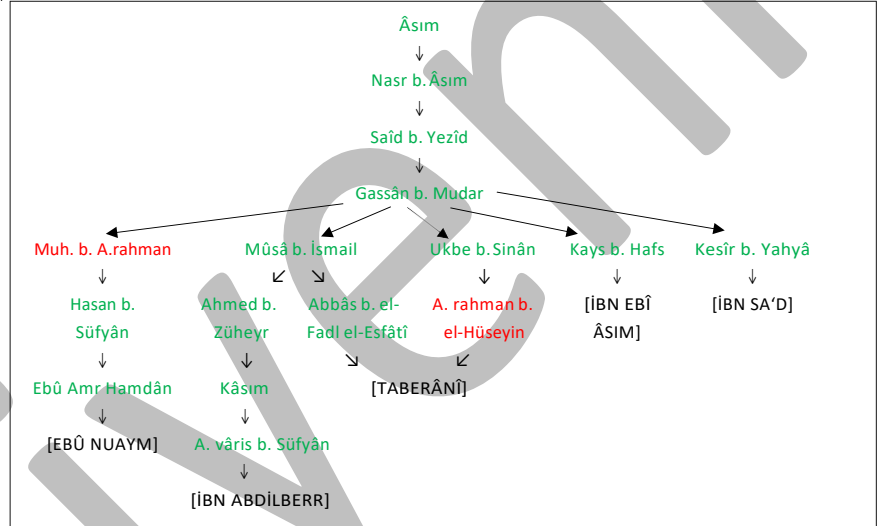 Âsım
↓
Nasr b. Âsım
↓
Saîd b. Yezîd
↓
Gassân b. Mudar
Muh. b. A.rahman Mûsâ b. İsmail Ukbe b. Sinân Kays b. Hafs Kesîr b. Yahyâ
↓ ↙ ↘ ↓ ↓ ↓
Hasan b. Ahmed b. Abbâs b. el- A. rahman b. [İBN EBÎ [İBN SA‘D]
Süfyân Züheyr Fadl el-Esfâtî el-Hüseyin ÂSIM]
↓ ↓ ↘ ↙
Ebû Amr Hamdân Kâsım [TABERÂNÎ]
↓ ↓
[EBÛ NUAYM] A. vâris b. Süfyân
↓
[İBN ABDİLBERR]